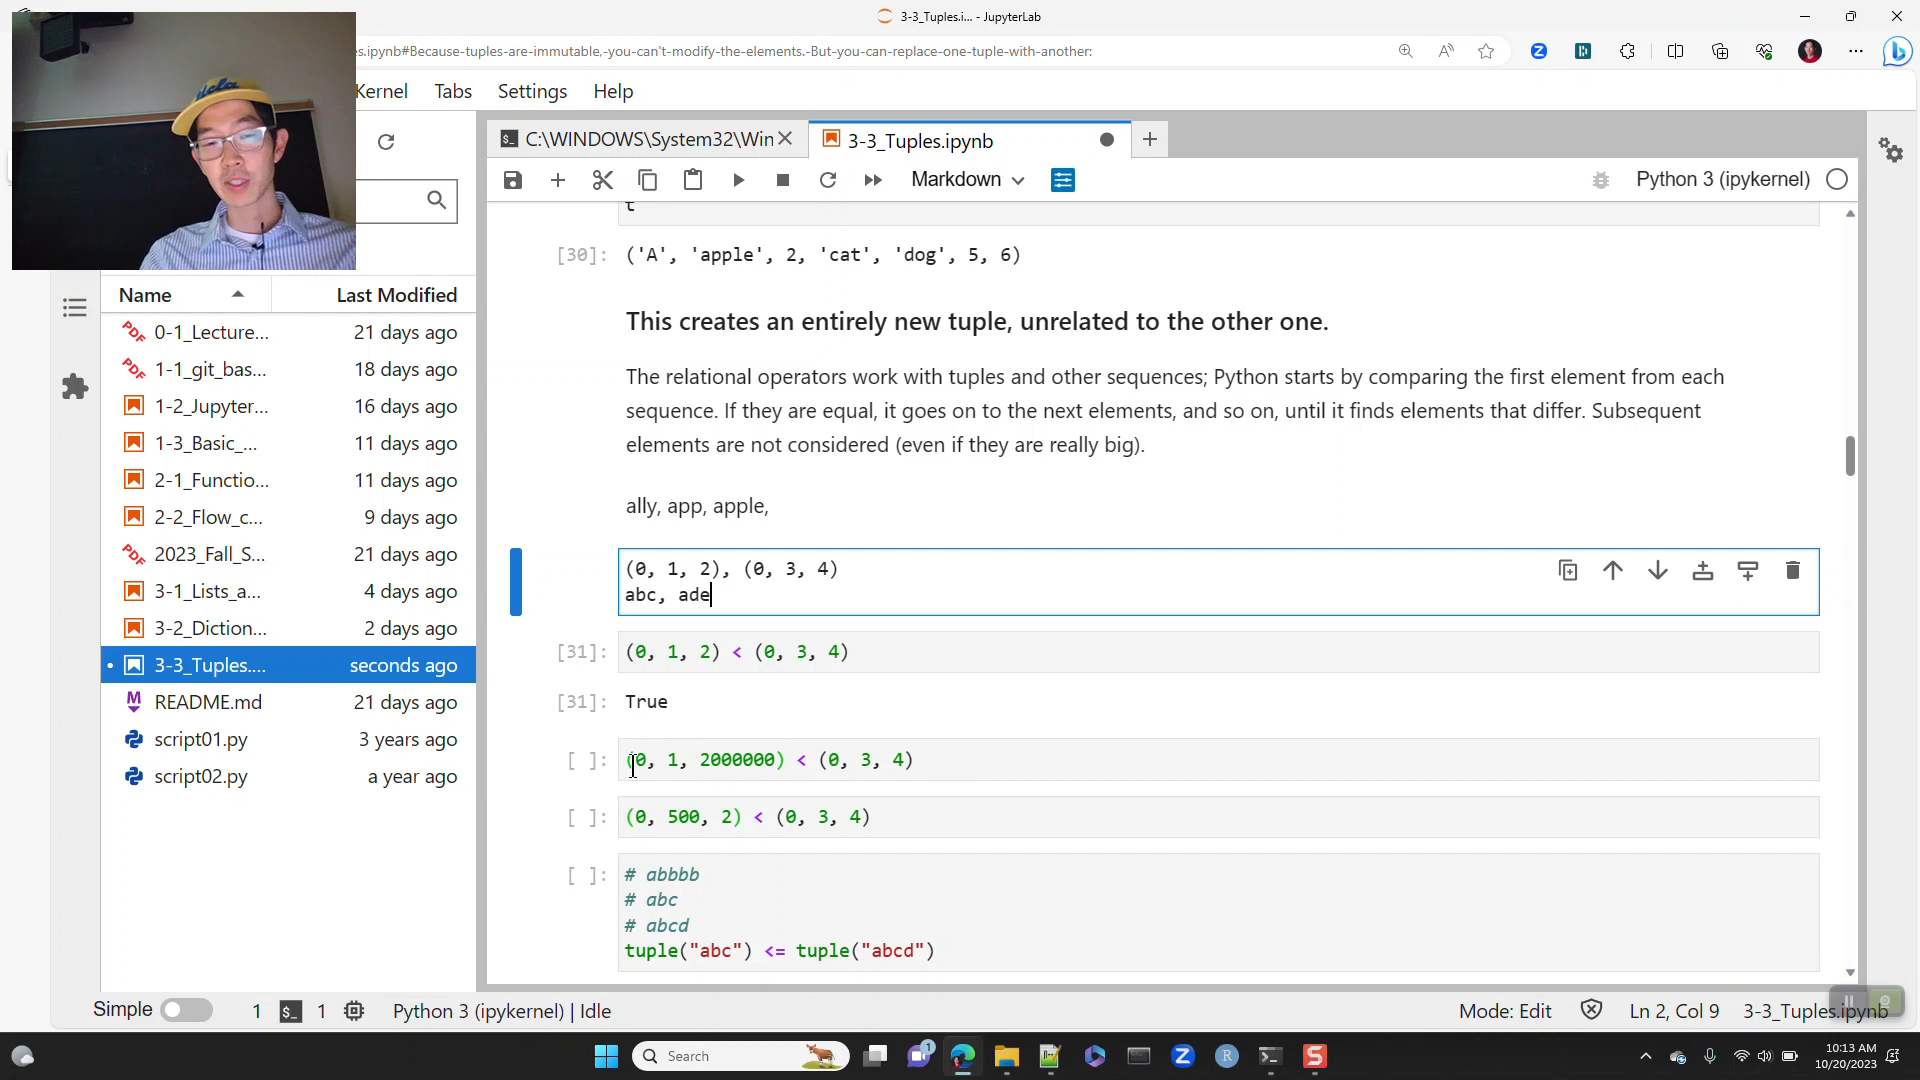 3-3_Tuples.i... - JupyterLab
s.ipynb#Because-tuples-are-immutable,-you-can't-modify-the-elements.-But-you-can-replace-one-tuple-with-another:
Kernel Tabs Settings Help
C:\WINDOWS\System32\Win
3-3_Tuples.ipynb
Markdown
Python 3 (ipykernel)
t
[30]: ('A', 'apple', 2, 'cat', 'dog', 5, 6)
This creates an entirely new tuple, unrelated to the other one.
The relational operators work with tuples and other sequences; Python starts by comparing the first element from each
sequence. If they are equal, it goes on to the next elements, and so on, until it finds elements that differ. Subsequent
elements are not considered (even if they are really big).
ally, app, apple,
(0, 1, 2), (0, 3, 4)
abc, ade
[31]: (0, 1, 2) < (0, 3, 4)
[31]: True
[ ]: (0, 1, 2000000) < (0, 3, 4)
[ ]: (0, 500, 2) < (0, 3, 4)
[ ]: # abbbb
# abc
# abcd
tuple("abc") <= tuple("abcd")
Name Last Modified
0-1_Lecture... 21 days ago
1-1_git_bas... 18 days ago
1-2_Jupyter... 16 days ago
1-3_Basic_... 11 days ago
2-1_Functio... 11 days ago
2-2_Flow_c... 9 days ago
2023_Fall_S... 21 days ago
3-1_Lists_a... 4 days ago
3-2_Diction... 2 days ago
3-3_Tuples.... seconds ago
README.md 21 days ago
script01.py 3 years ago
script02.py a year ago
Simple 1 1 Python 3 (ipykernel) | Idle
Mode: Edit Ln 2, Col 9 3-3_Tuples.ipynb
Search
1
10:13 AM
10/20/2023